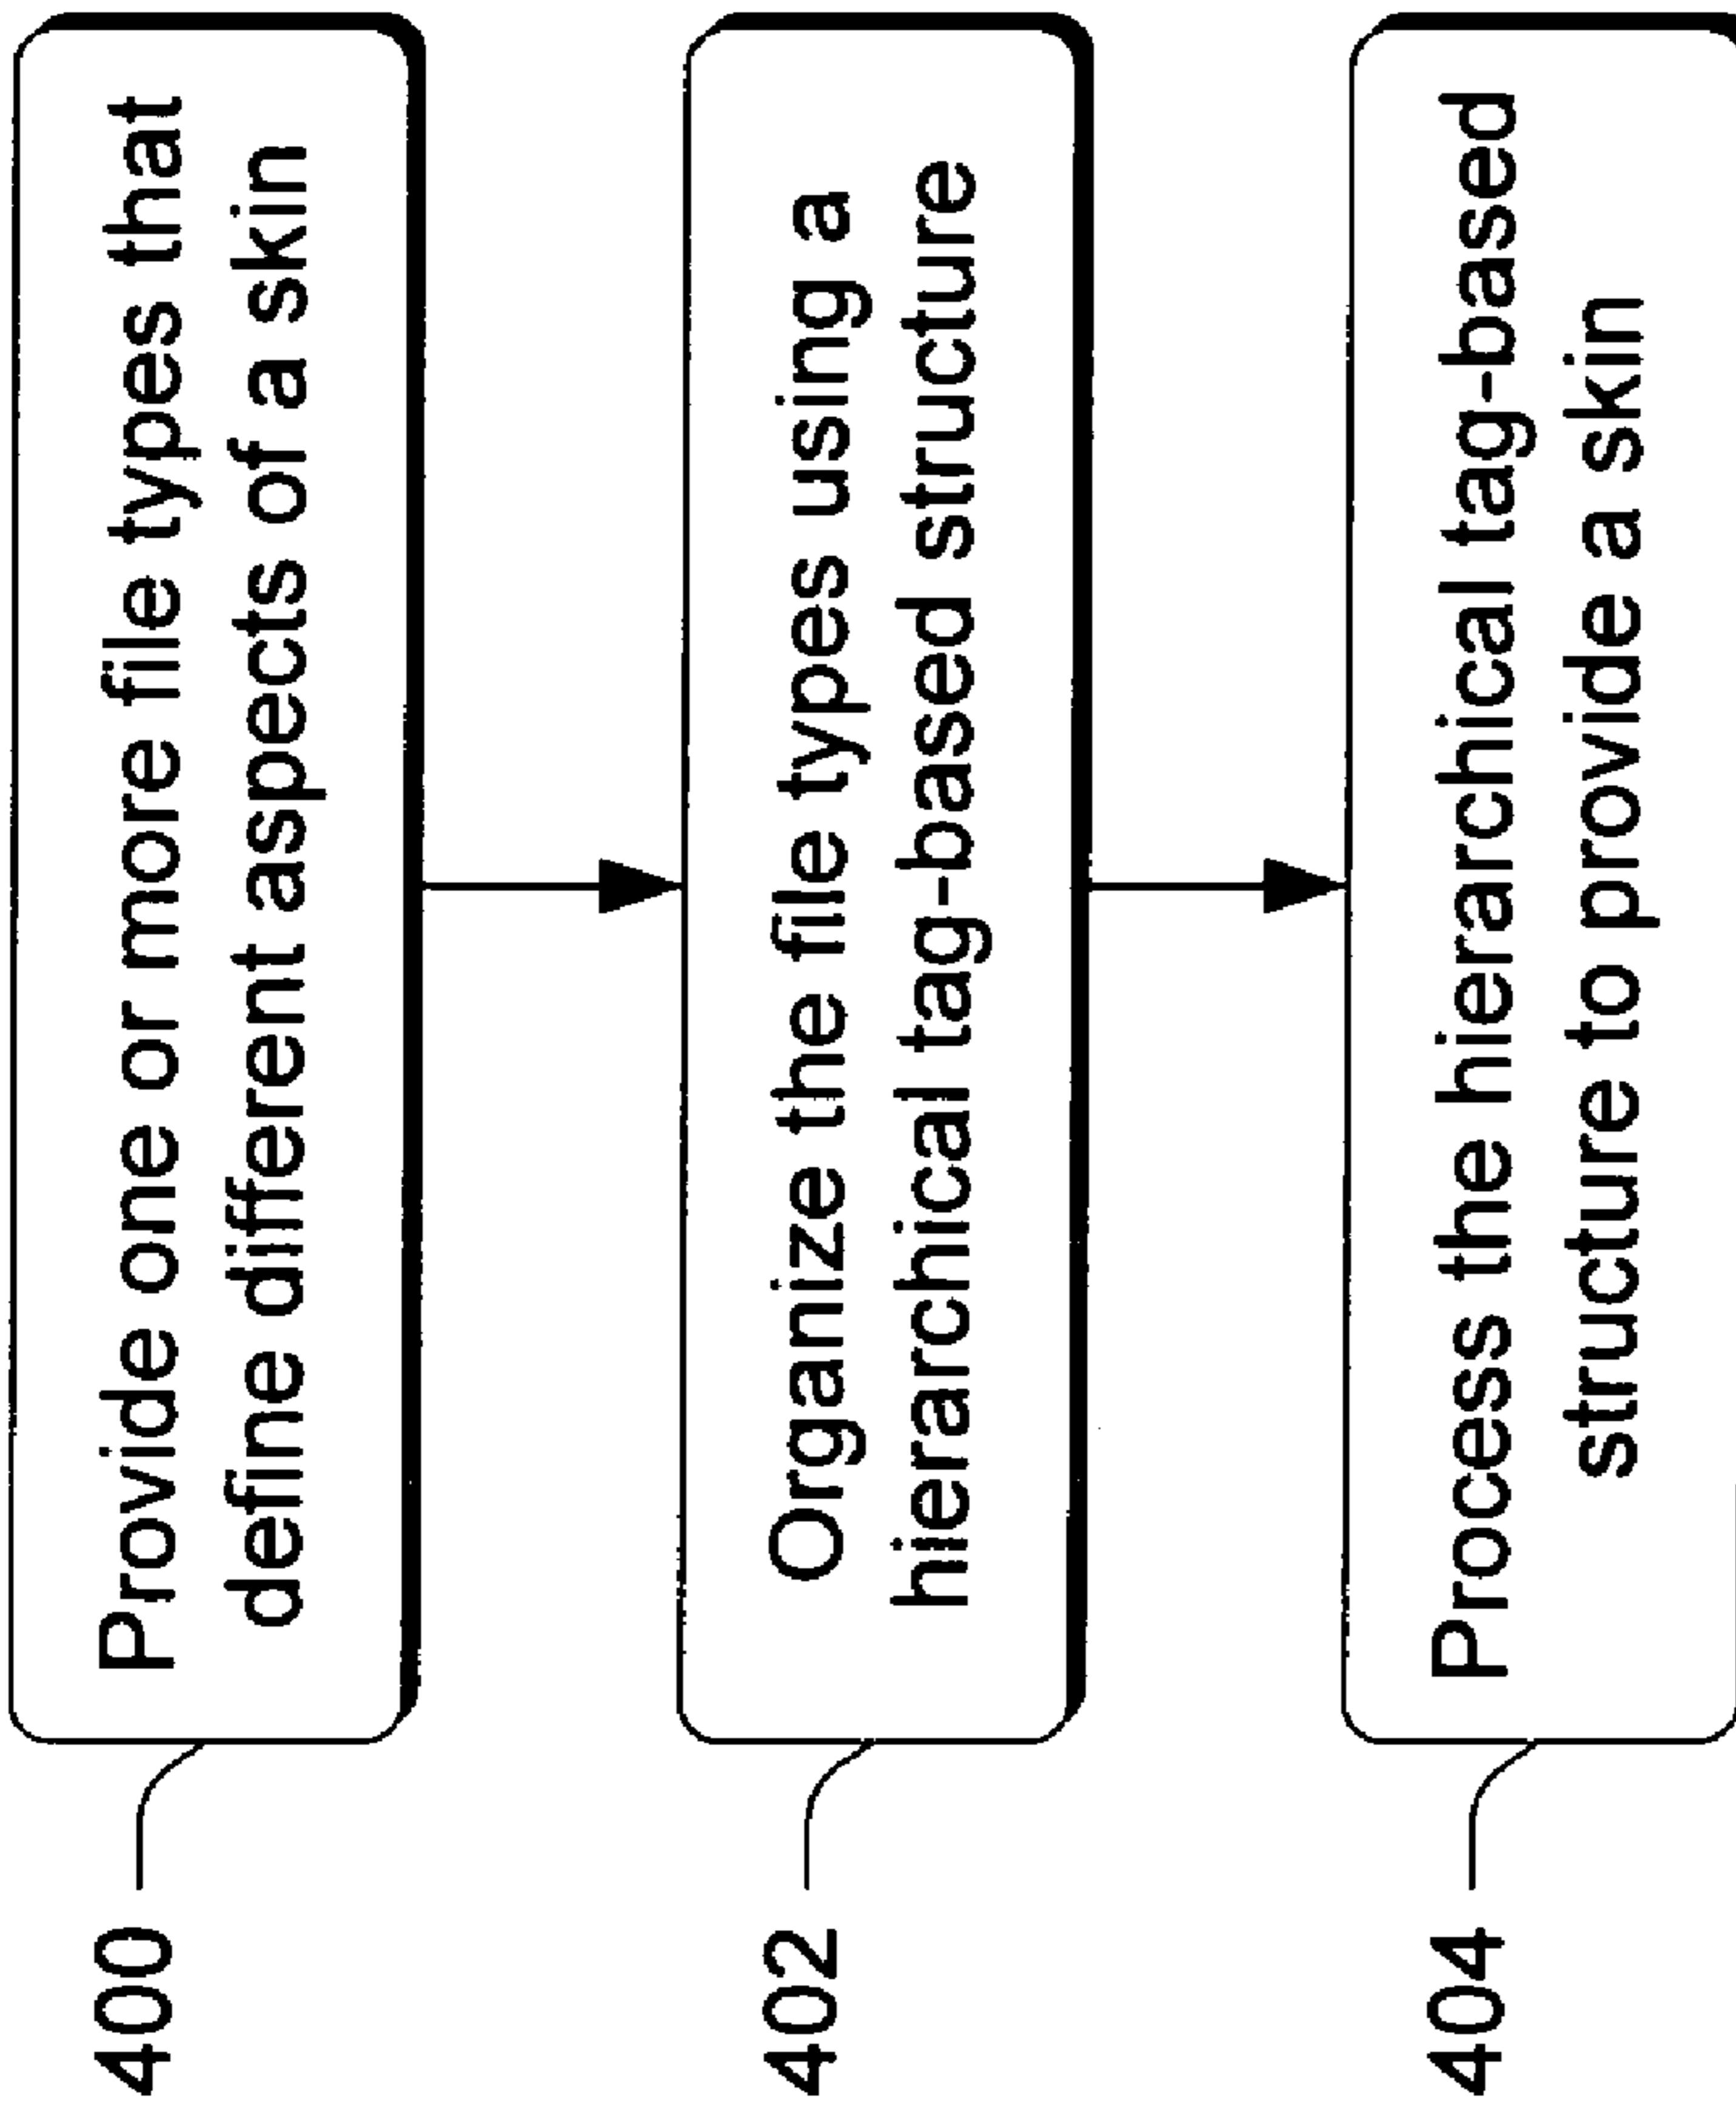 400
Provide one or more file types that
define different aspects of a skin
402
Organize the file types using a
hierarchical tag-based structure
404
Process the hierarchical tag-based
structure to provide a skin